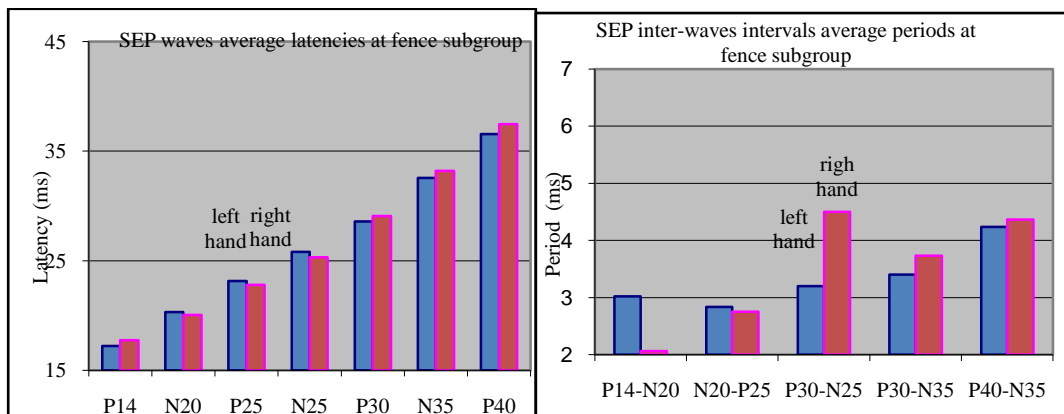 SEP waves average latencies at fence subgroup
45
35
25
15
Latency (ms)
left right
hand hand
P14 N20 P25 N25 P30 N35 P40
SEP inter-waves intervals average periods at
fence subgroup
7
6
5
4
3
2
Period (ms)
righ
hand
left
hand
P14-N20 N20-P25 P30-N25 P30-N35 P40-N35